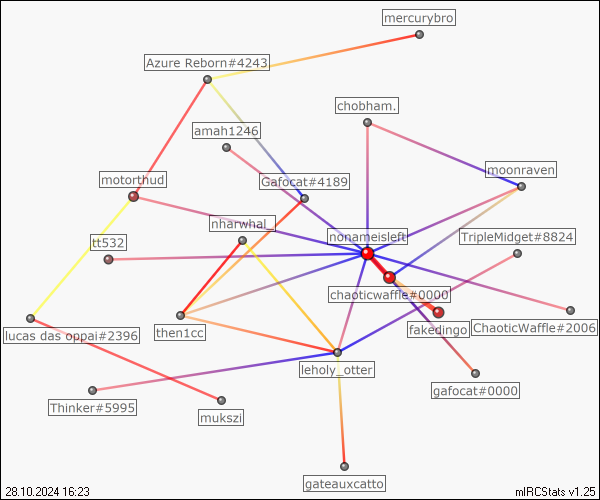 mercurybro
Azure Reborn#4243
chobham.
amah1246
moonraven
motorthud
Gafocat#4189
nharwhal_
nonameisleft
TripleMidget#8824
tt532
chaoticwaffle#0000
then1cc
fakedingo
ChaoticWaffle#2006
lucas das oppai#2396
leholy_otter
gafocat#0000
Thinker#5995
mukszi
gateauxcatto
28.10.2024 16:23
mIRCStats v1.25